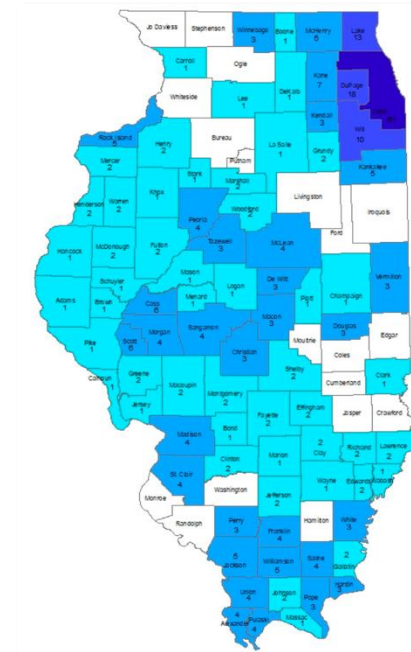 Jo Daviess
Stephenson
Winnebago
3
Boone
1
McHenry
5
Lake
13
Carroll
1
Ogle
Whiteside
Lee
1
DeKalb
1
Kane
7
DuPage
18
Kendall
3
Will
10
Rock Island
5
Henry
2
Bureau
Putnam
La Salle
1
Grundy
2
Kankakee
5
Mercer
2
Stark
1
Marshall
Knox
1
Livingston
Iroquois
Henderson
2
Warren
2
Peoria
4
Woodford
2
Ford
Hancock
1
McDonough
2
Fulton
2
Tazewell
3
McLean
4
Mason
1
Schuyler
1
De Witt
3
Logan
1
Vermilion
3
Champaign
1
Piatt
1
Adams
1
Brown
1
Cass
6
Menard
1
Macon
3
Douglas
3
Edgar
Scott
6
Morgan
4
Sangamon
4
Christian
3
Moultrie
Coles
Pike
1
Greene
2
Shelby
2
Cumberland
Clark
1
Calhoun
1
Jersey
1
Macoupin
2
Montgomery
2
Fayette
2
Effingham
2
Jasper
Crawford
Bond
1
Madison
4
Clinton
2
Marion
1
2
Clay
Richland
2
Lawrence
2
St. Clair
4
Washington
Wayne
1
Edwards
2
Wabash
1
Monroe
Jefferson
2
Randolph
Perry
3
Hamilton
White
3
Franklin
4
5
Jackson
Williamson
5
Saline
4
2
Gallatin
Union
4
Johnson
2
Pope
3
Hardin
3
4
Alexander
Pulaski
4
Massac
1